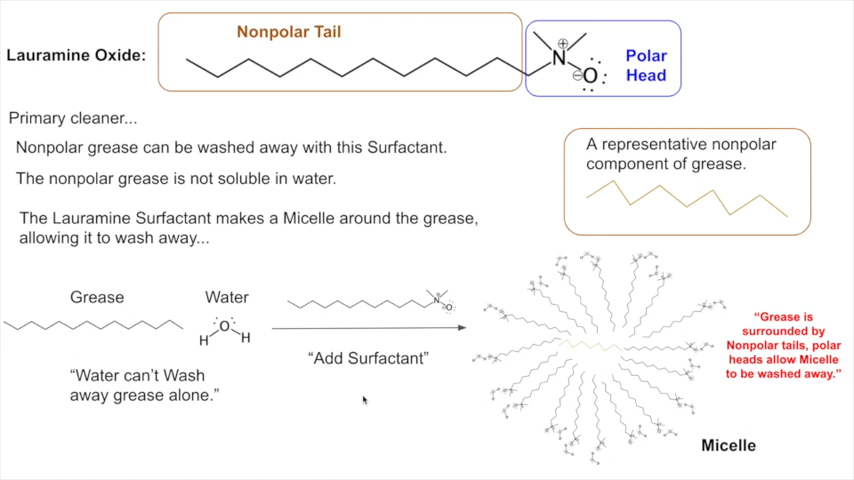 Nonpolar Tail
Lauramine Oxide:
N
⊕
⊖O
Polar
Head
Primary cleaner...
Nonpolar grease can be washed away with this Surfactant.
The nonpolar grease is not soluble in water.
The Lauramine Surfactant makes a Micelle around the grease,
allowing it to wash away...
A representative nonpolar
component of grease.
Grease
Water
H
O
H
N
O
“Water can’t Wash
away grease alone.”
“Add Surfactant”
“Grease is
surrounded by
Nonpolar tails, polar
heads allow Micelle
to be washed away.”
Micelle